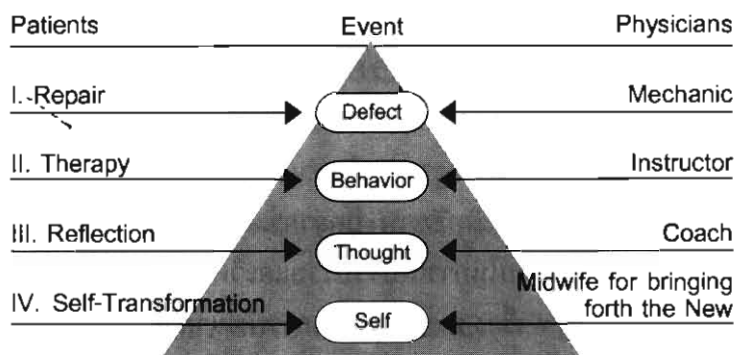 Patients Event Physicians
I. Repair Defect Mechanic
II. Therapy Behavior Instructor
III. Reflection Thought Coach
Midwife for bringing
IV. Self-Transformation Self forth the New